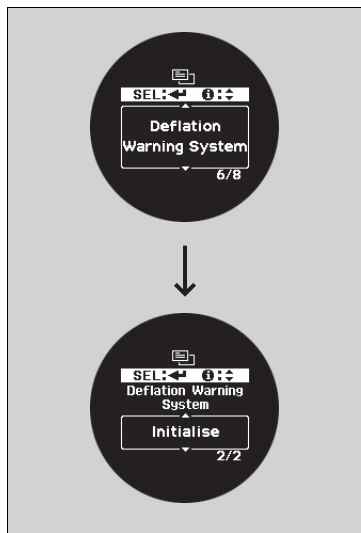 SEL:↵ i:
Deflation
Warning System
6/8
SEL:↵ i:
Deflation Warning
System
Initialise
2/2